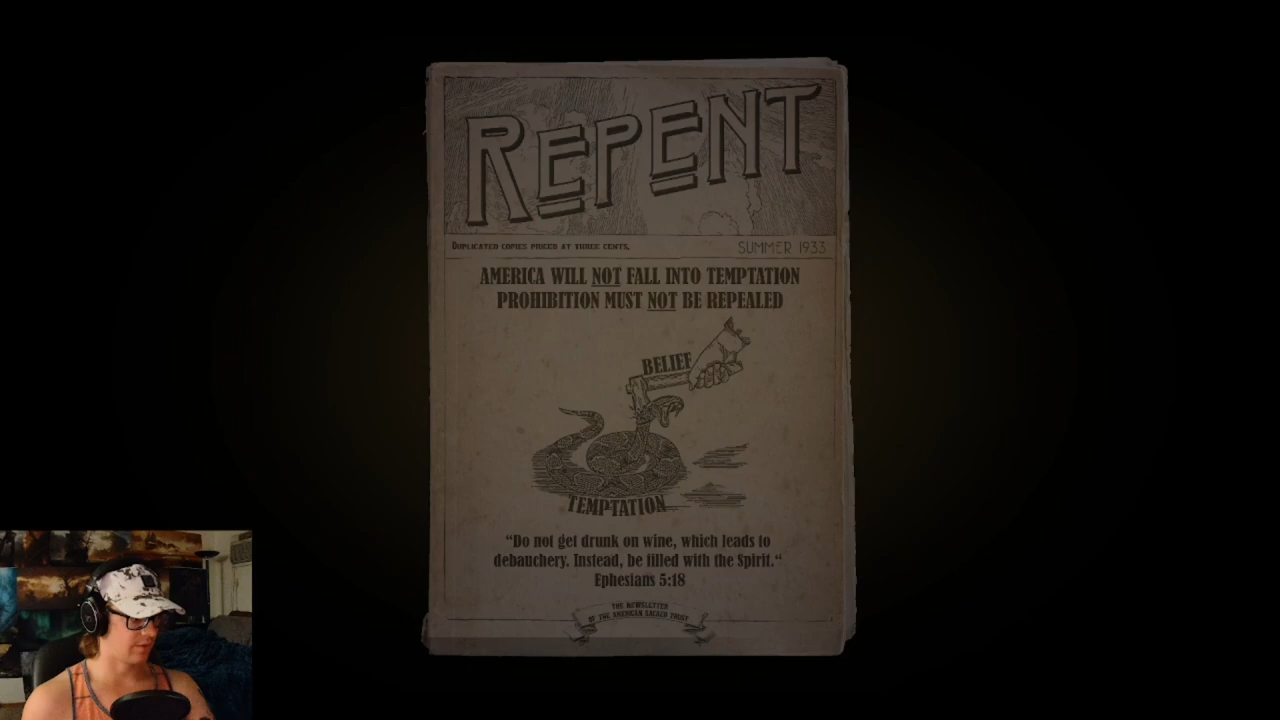 REPENT
DUPLICATED COPIES PRICED AT THREE CENTS.
SUMMER 1933
AMERICA WILL NOT FALL INTO TEMPTATION
PROHIBITION MUST NOT BE REPEALED
BELIEF
TEMPTATION
“Do not get drunk on wine, which leads to
debauchery. Instead, be filled with the Spirit.“
Ephesians 5:18
THE NEWSLETTER
OF THE AMERICAN SACRED TRUST